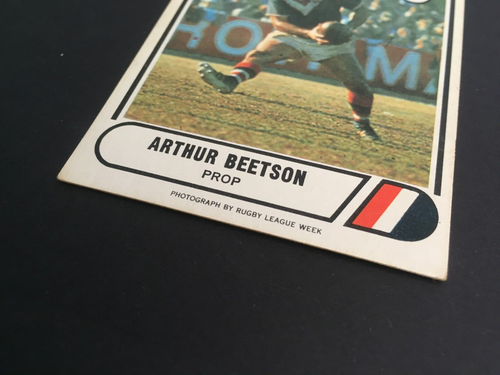 ARTHUR BEETSON
PROP
PHOTOGRAPH BY RUGBY LEAGUE WEEK